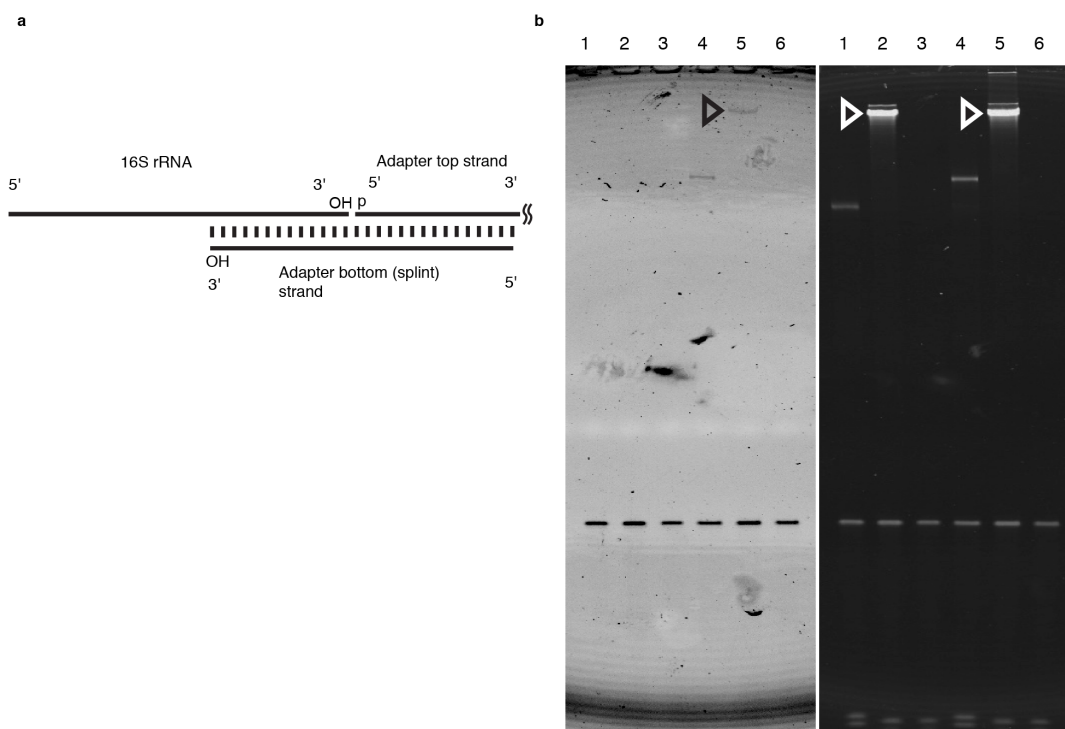 a
16S rRNA
Adapter top strand
5'
3'
5'
3'
OH p
OH
3'
Adapter bottom (splint)
strand
5'
b
1 2 3 4 5 6
1 2 3 4 5 6